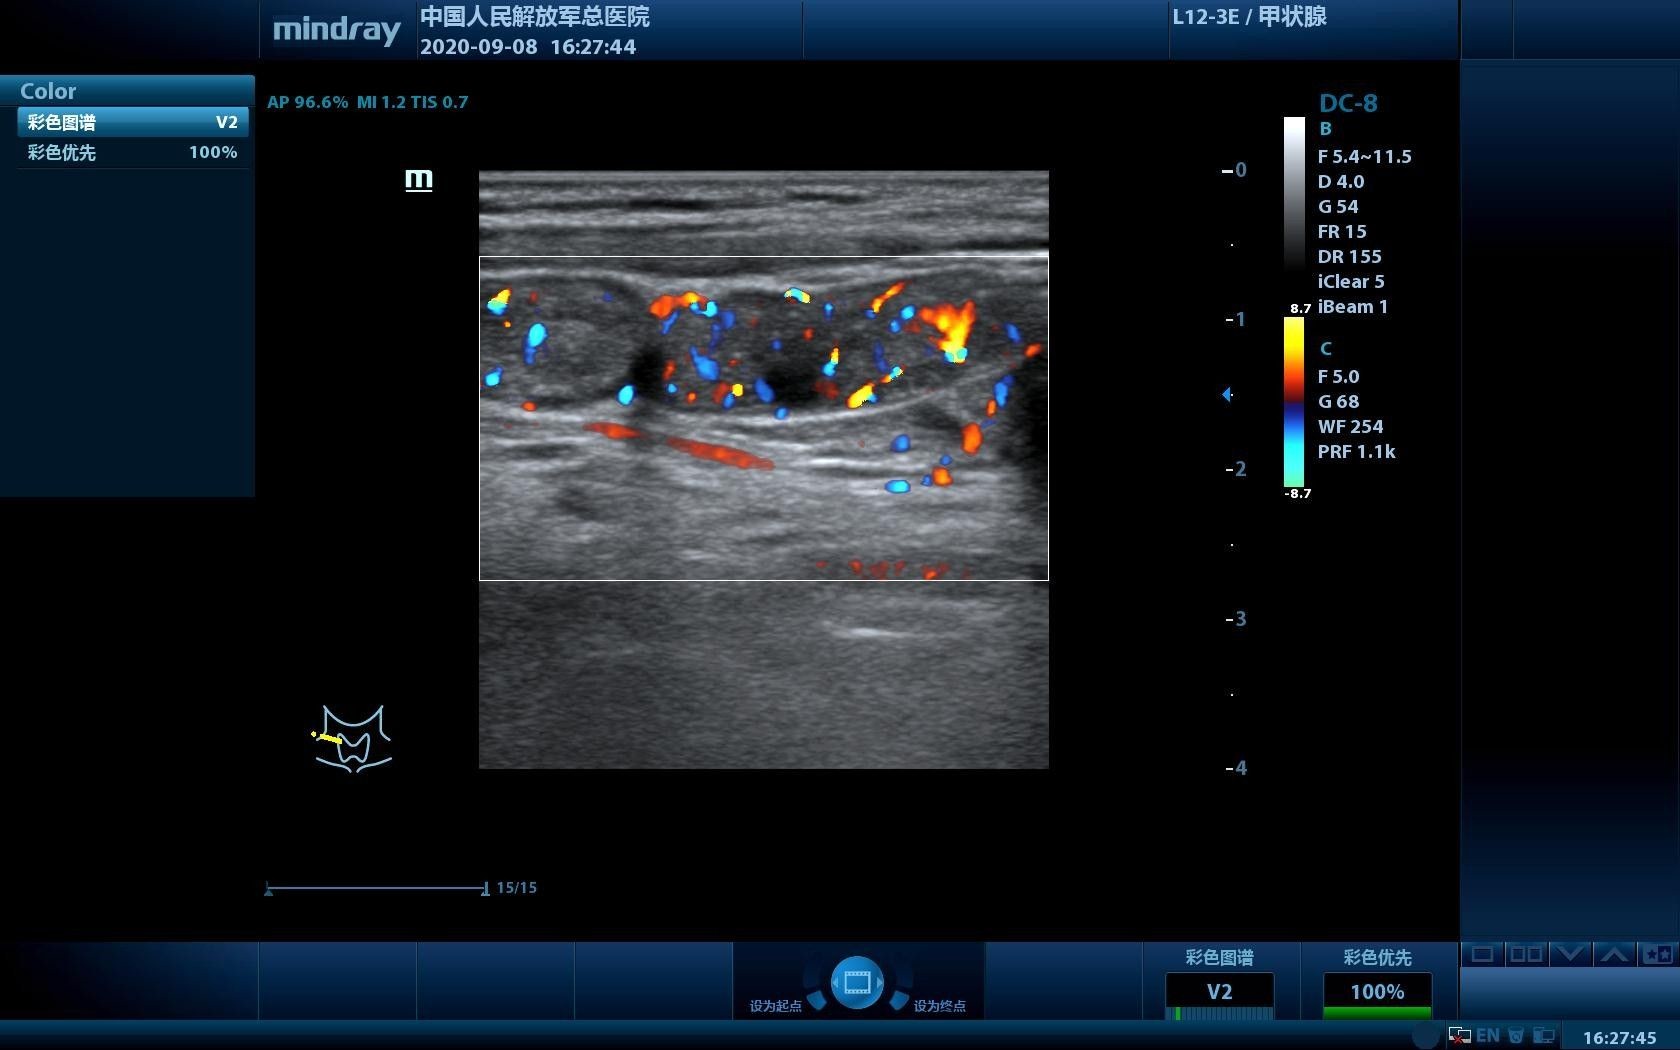 mindray
中国人民解放军总医院
2020-09-08 16:27:44
L12-3E / 甲状腺
Color
彩色图谱 V2
彩色优先 100%
AP 96.6% MI 1.2 TIS 0.7
m
0
1
2
3
4
DC-8
B
F 5.4~11.5
D 4.0
G 54
FR 15
DR 155
iClear 5
iBeam 1
8.7
C
F 5.0
G 68
WF 254
PRF 1.1k
-8.7
15/15
设为起点
设为终点
彩色图谱
V2
彩色优先
100%
EN
16:27:45